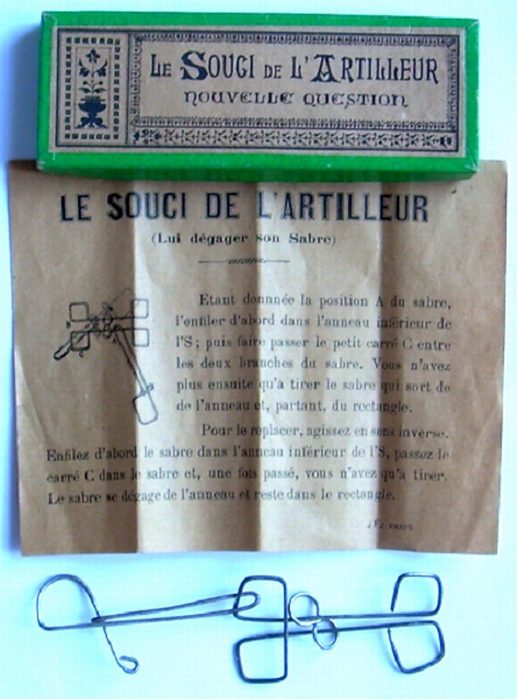 LE SOUCI DE L'ARTILLEUR
NOUVELLE QUESTION
LE SOUCI DE L'ARTILLEUR
(Lui dégager son Sabre)
Etant donnnée la position A du sabre,
l'enfiler d'abord dans l'anneau inférieur de
l'S; puis faire passer le petit carré C entre
les deux branches du sabre. Vous n'avez
plus ensuite qu'à tirer le sabre qui sort de
de l'anneau et, partant, du rectangle.
Pour le replacer, agissez en sens inverse.
Enfilez d'abord le sabre dans l'anneau inférieur de l'S, passez le
carré C dans le sabre et, une fois passé, vous n'avez qu'à tirer.
Le sabre se dégage de l'anneau et reste dans le rectangle.
PARIS